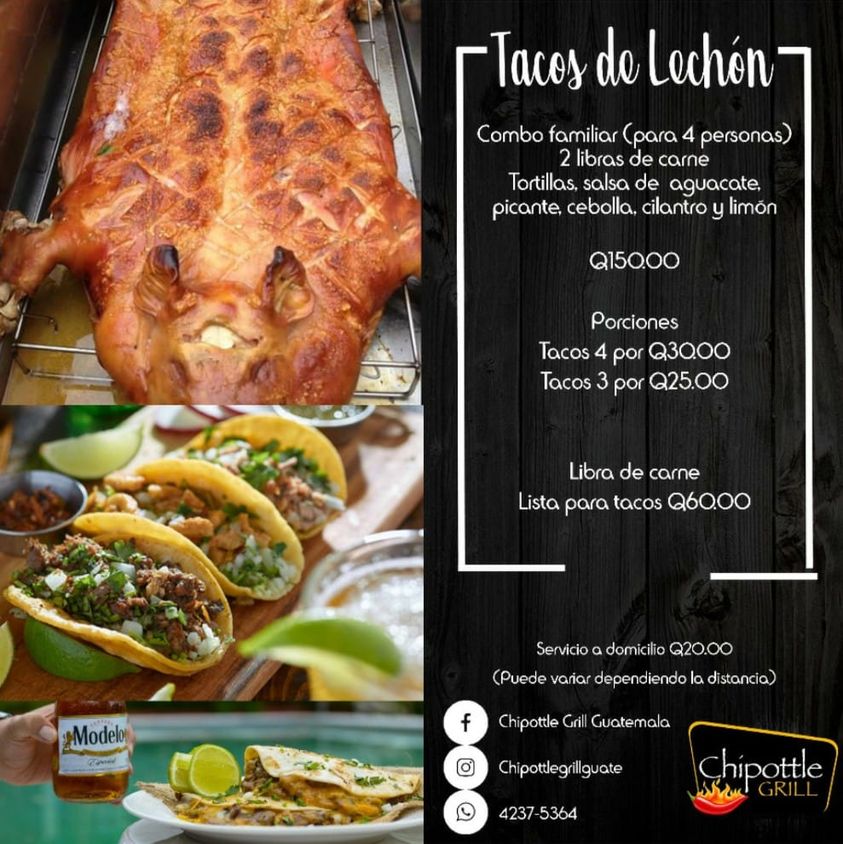 Tacos de Lechón
Combo familiar (para 4 personas)
2 libras de carne
Tortillas, salsa de aguacate,
picante, cebolla, cilantro y limón
Q150.00
Porciones
Tacos 4 por Q30.00
Tacos 3 por Q25.00
Libra de carne
Lista para tacos Q60.00
Servicio a domicilio Q20.00
(Puede variar dependiendo la distancia)
Chipottle Grill Guatemala
Chipottlegrillguate
4237-5364
Chipottle
GRILL
Modelo
Especial